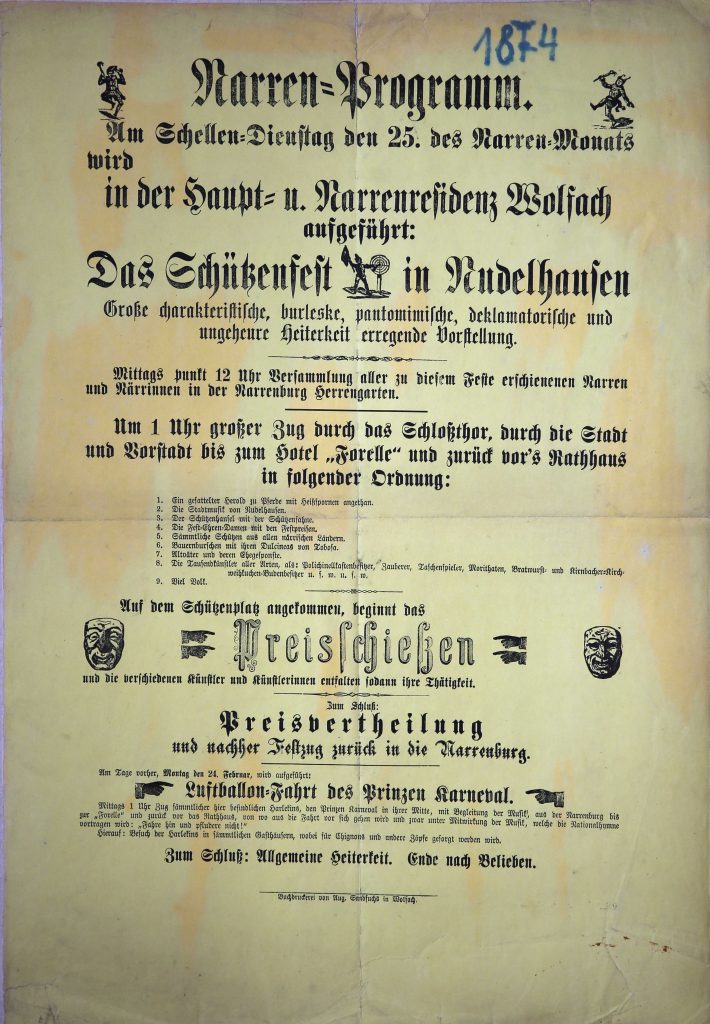 1874
Narren-Programm.
Am Schellen-Dienstag den 25. des Narren-Monats
wird
in der Haupt- u. Narrenresidenz Wolfach
aufgeführt:
Das Schützenfest in Nudelhausen
Große charakteristische, burleske, pantomimische, deklamatorische und
ungeheure Heiterkeit erregende Vorstellung.
Mittags punkt 12 Uhr Versammlung aller zu diesem Feste erschienenen Narren
und Närrinnen in der Narrenburg Herrengarten.
Um 1 Uhr großer Zug durch das Schloßthor, durch die Stadt
und Vorstadt bis zum Hotel „Forelle“ und zurück vor's Rathhaus
in folgender Ordnung:
1. Ein gesattelter Herold zu Pferde mit Heißspornen angethan.
2. Die Stadtmusik von Nudelhausen.
3. Der Schützenhansel mit der Schützenfahne.
4. Die Fest-Ehren-Damen mit den Festpreisen.
5. Sämmtliche Schützen aus allen närrischen Ländern.
6. Bauernburschen mit ihren Dulcineas von Tobosa.
7. Altväter und deren Ehegesponste.
8. Die Tausendkünstler aller Arten, als: Polichinellkastenbesitzer, Zauberer, Taschenspieler, Morithaten, Bratwurst- und Kirnbacher-Kirch-
weihkuchen-Budenbesitzer u. s. w. u. s. w.
9. Viel Volk.
Auf dem Schützenplatz angekommen, beginnt das
Preisschießen
und die verschiedenen Künstler und Künstlerinnen entfalten sodann ihre Thätigkeit.
Zum Schluß:
Preisvertheilung
und nachher Festzug zurück in die Narrenburg.
Am Tage vorher, Montag den 24. Februar, wird aufgeführt:
Luftballon-Fahrt des Prinzen Karneval.
Mittags 1 Uhr Zug sämmtlicher hier befindlichen Harlekins, den Prinzen Karneval in ihrer Mitte, mit Begleitung der Musik, aus der Narrenburg bis
zur „Forelle“ und zurück vor das Rathhaus, von wo aus die Fahrt vor sich gehen wird und zwar unter Mitwirkung der Musik, welche die Nationalhymne
vortragen wird: „Fahre hin und pfludere nicht!“
Hierauf: Besuch der Harlekins in sämmtlichen Gasthäusern, wobei für Chignons und andere Zöpfe gesorgt werden wird.
Zum Schluß: Allgemeine Heiterkeit. Ende nach Belieben.
Buchdruckerei von Aug. Sandfuchs in Wolfach.